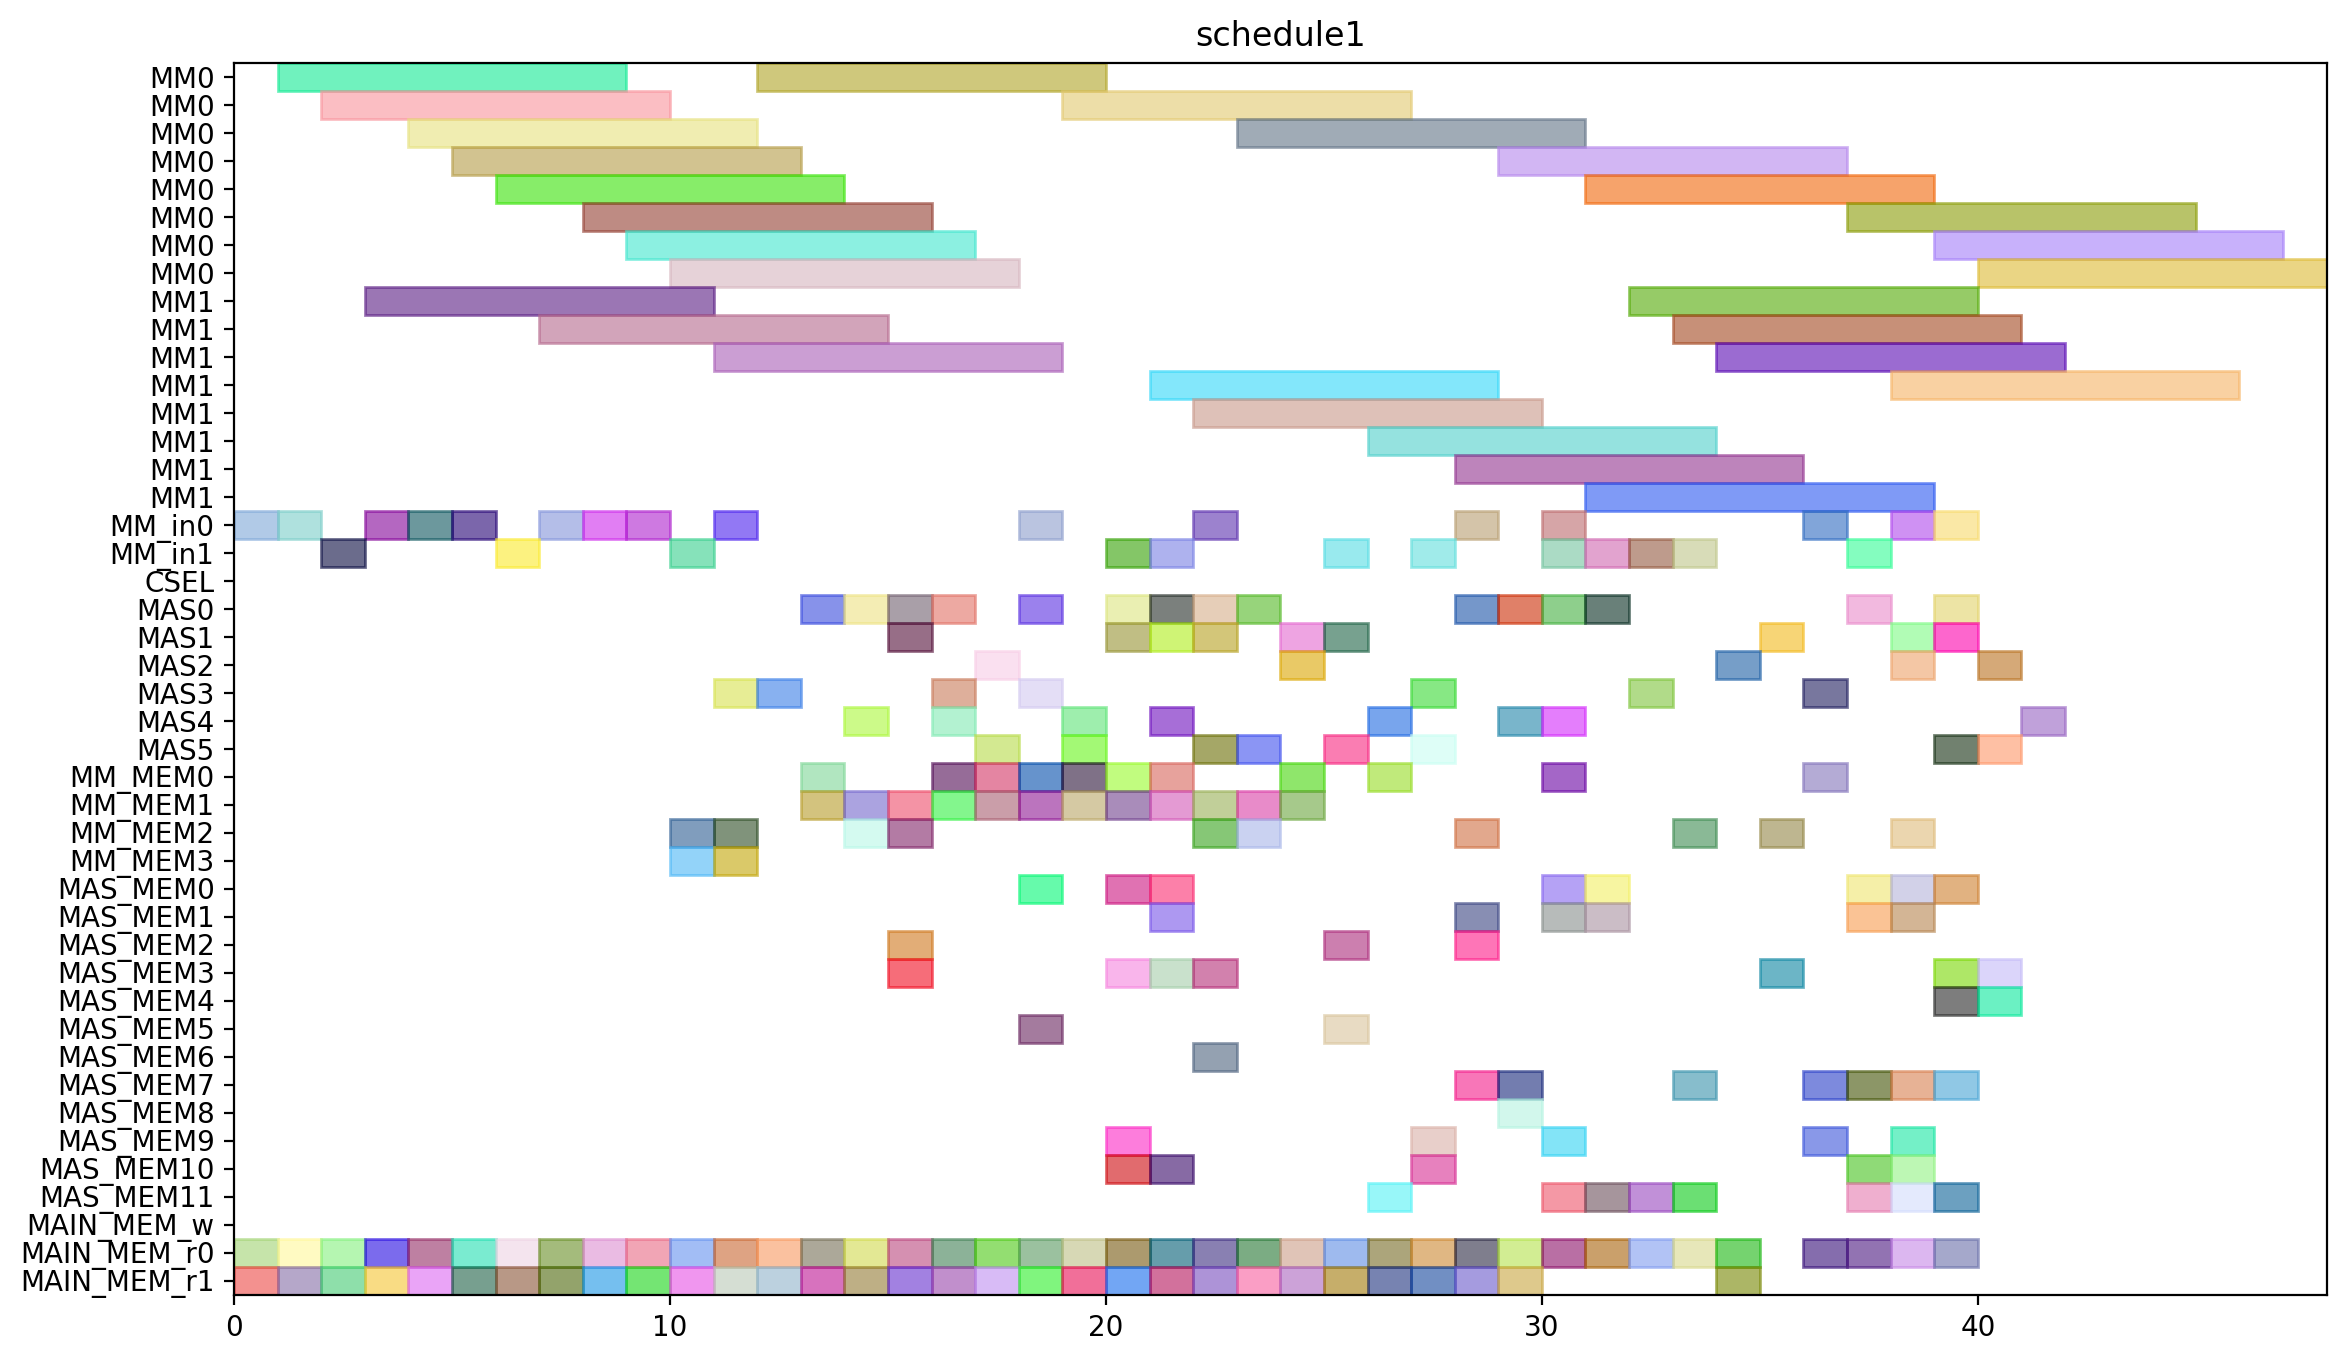 schedule1
MM0
MM0
MM0
MM0
MM0
MM0
MM0
MM0
MM1
MM1
MM1
MM1
MM1
MM1
MM1
MM1
MM_in0
MM_in1
CSEL
MAS0
MAS1
MAS2
MAS3
MAS4
MAS5
MM_MEM0
MM_MEM1
MM_MEM2
MM_MEM3
MAS_MEM0
MAS_MEM1
MAS_MEM2
MAS_MEM3
MAS_MEM4
MAS_MEM5
MAS_MEM6
MAS_MEM7
MAS_MEM8
MAS_MEM9
MAS_MEM10
MAS_MEM11
MAIN_MEM_w
MAIN_MEM_r0
MAIN_MEM_r1
0 10 20 30 40